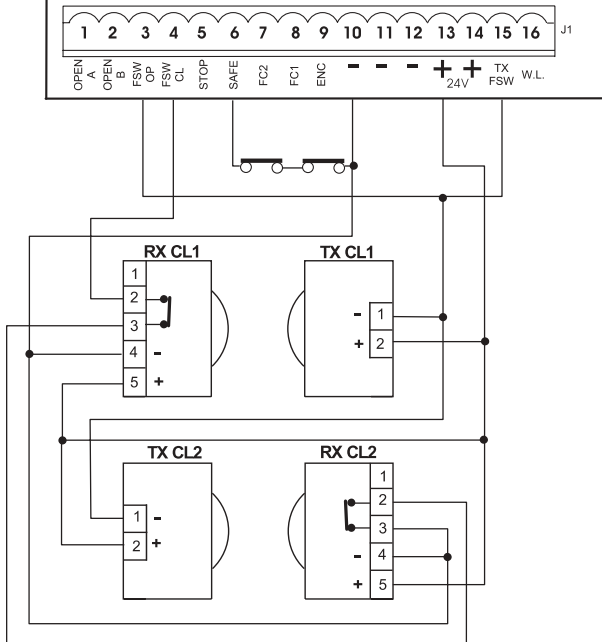 1 2 3 4 5 6 7 8 9 10 11 12 13 14 15 16 J1
OPEN A
OPEN B
FSW OP
FSW CL
STOP
SAFE
FC2
FC1
ENC
- - -
+ +
24V
TX FSW
W.L.
RX CL1
1
2
3
4 -
5 +
TX CL1
- 1
+ 2
TX CL2
1 -
2 +
RX CL2
1
2
3
- 4
+ 5